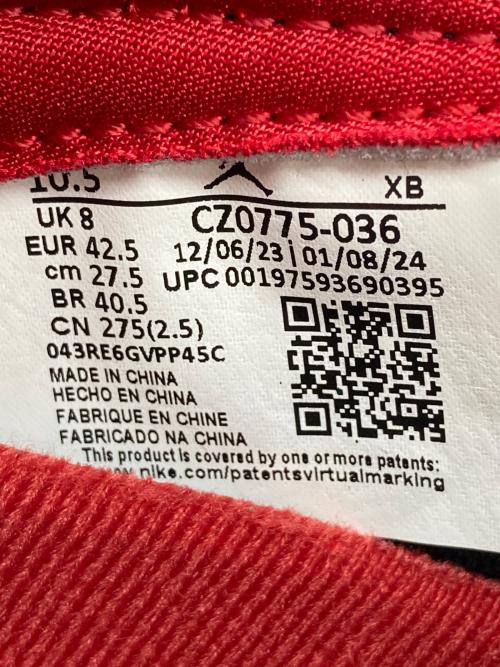 10.5 XB
UK 8 CZ0775-036
EUR 42.5 12/06/23 | 01/08/24
cm 27.5 UPC 00197593690395
BR 40.5
CN 275(2.5)
043RE6GVPP45C
MADE IN CHINA
HECHO EN CHINA
FABRIQUE EN CHINE
FABRICADO NA CHINA
This product is covered by one or more patents:
nike.com/patentsvirtualmarking